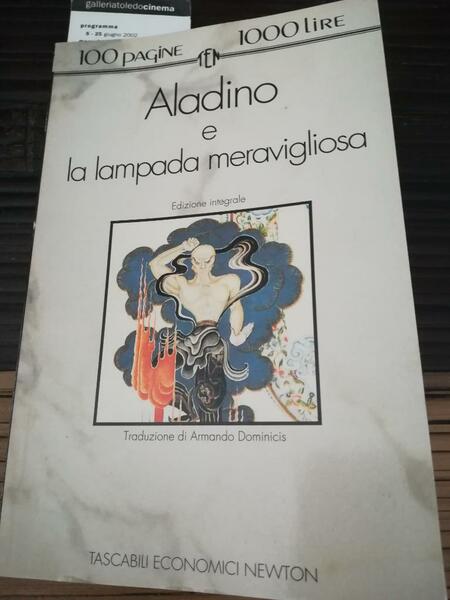 galleriatoledocinema
programma
5 - 25 giugno 2002
100 pagine TEN 1000 lire
Aladino
e
la lampada meravigliosa
Edizione integrale
Traduzione di Armando Dominicis
TASCABILI ECONOMICI NEWTON